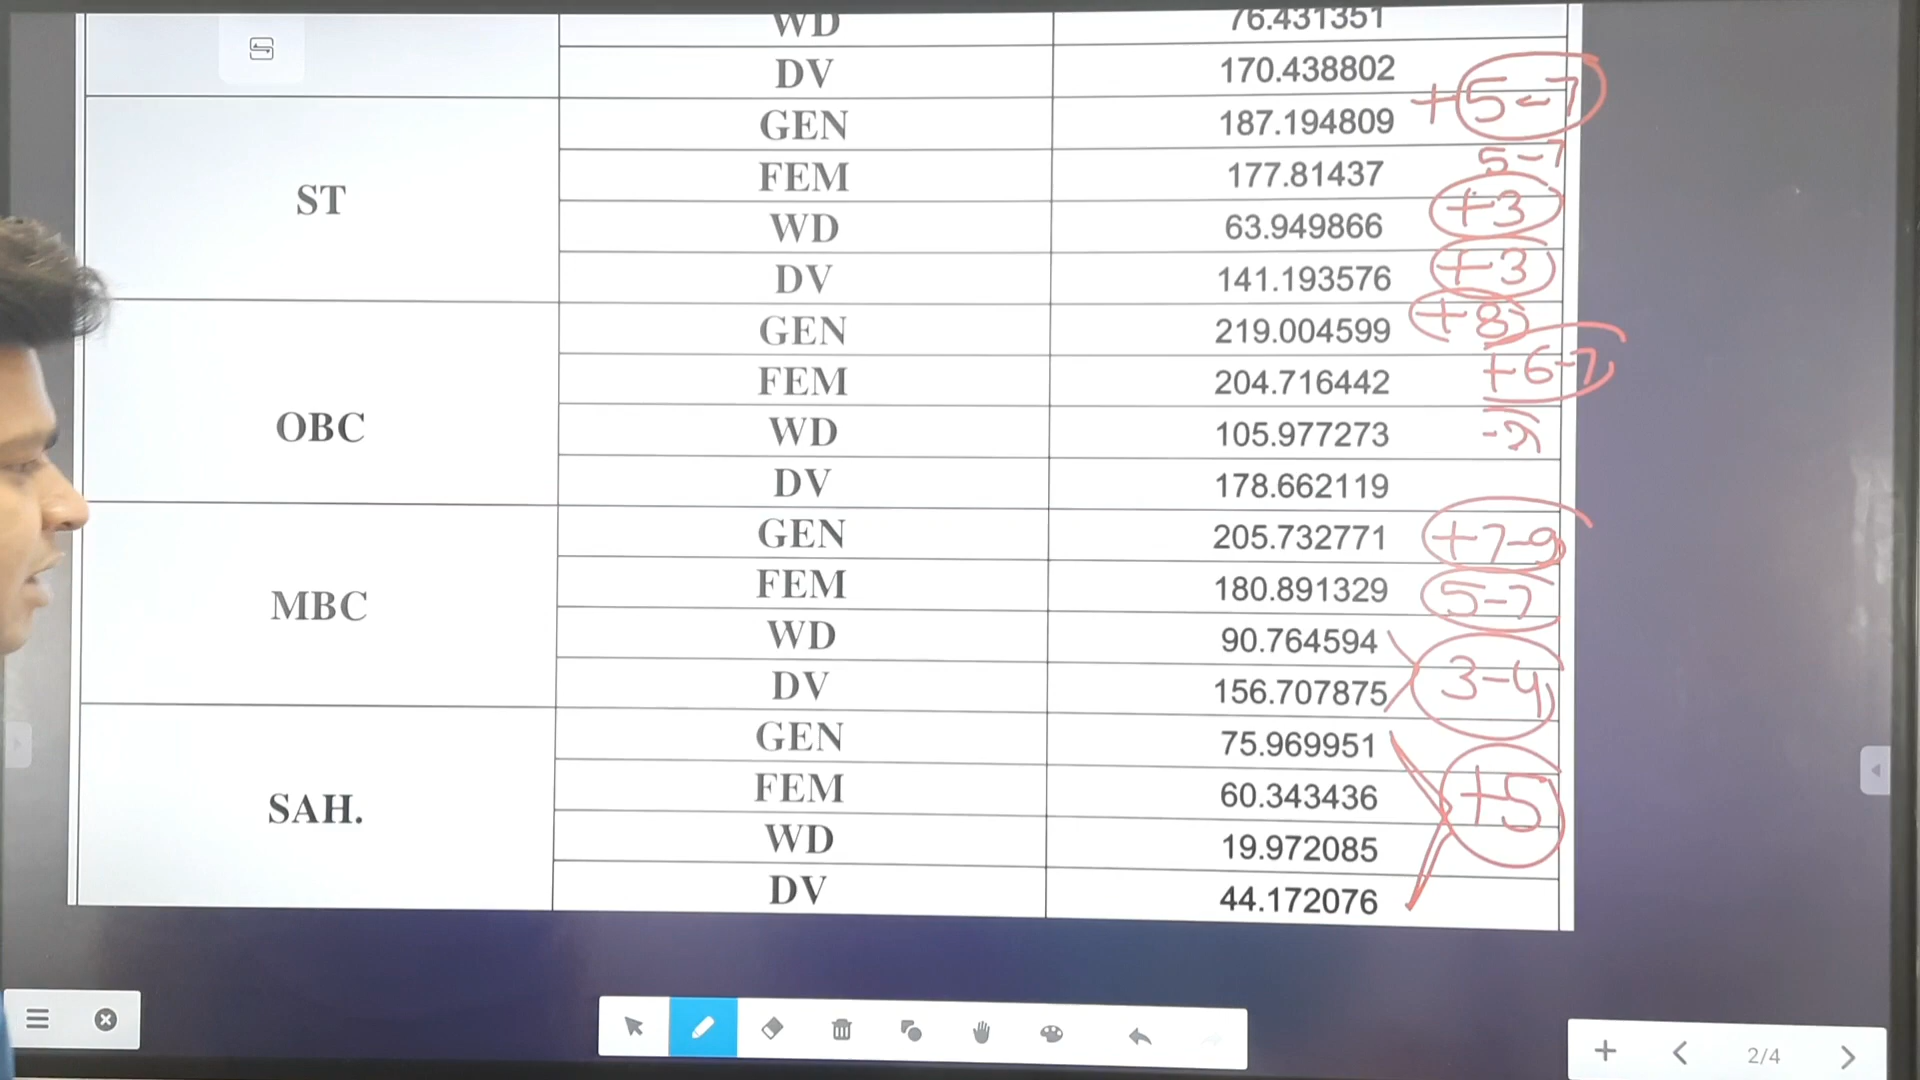 WD 76.431351
DV 170.438802
+5-7
ST
GEN 187.194809
FEM 177.81437 5-7
WD 63.949866 +3
DV 141.193576 +3
OBC
GEN 219.004599 +8
FEM 204.716442 +6-7
WD 105.977273
DV 178.662119
MBC
GEN 205.732771 +7-9
FEM 180.891329 5-7
WD 90.764594
DV 156.707875 3-4
SAH.
GEN 75.969951
FEM 60.343436 +5
WD 19.972085
DV 44.172076
2/4